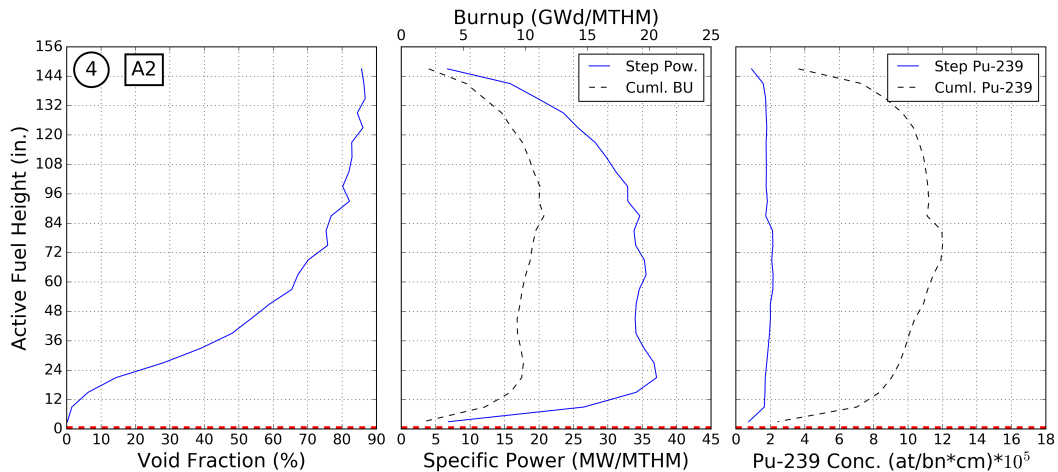 Burnup (GWd/MTHM)
0 5 10 15 20 25
4 A2
Step Pow.
Cuml. BU
Step Pu-239
Cuml. Pu-239
Active Fuel Height (in.)
156
144
132
120
108
96
84
72
60
48
36
24
12
0
0 10 20 30 40 50 60 70 80 90
0 5 10 15 20 25 30 35 40 45
0 2 4 6 8 10 12 14 16 18
Void Fraction (%)
Specific Power (MW/MTHM)
Pu-239 Conc. (at/bn*cm)*10⁵